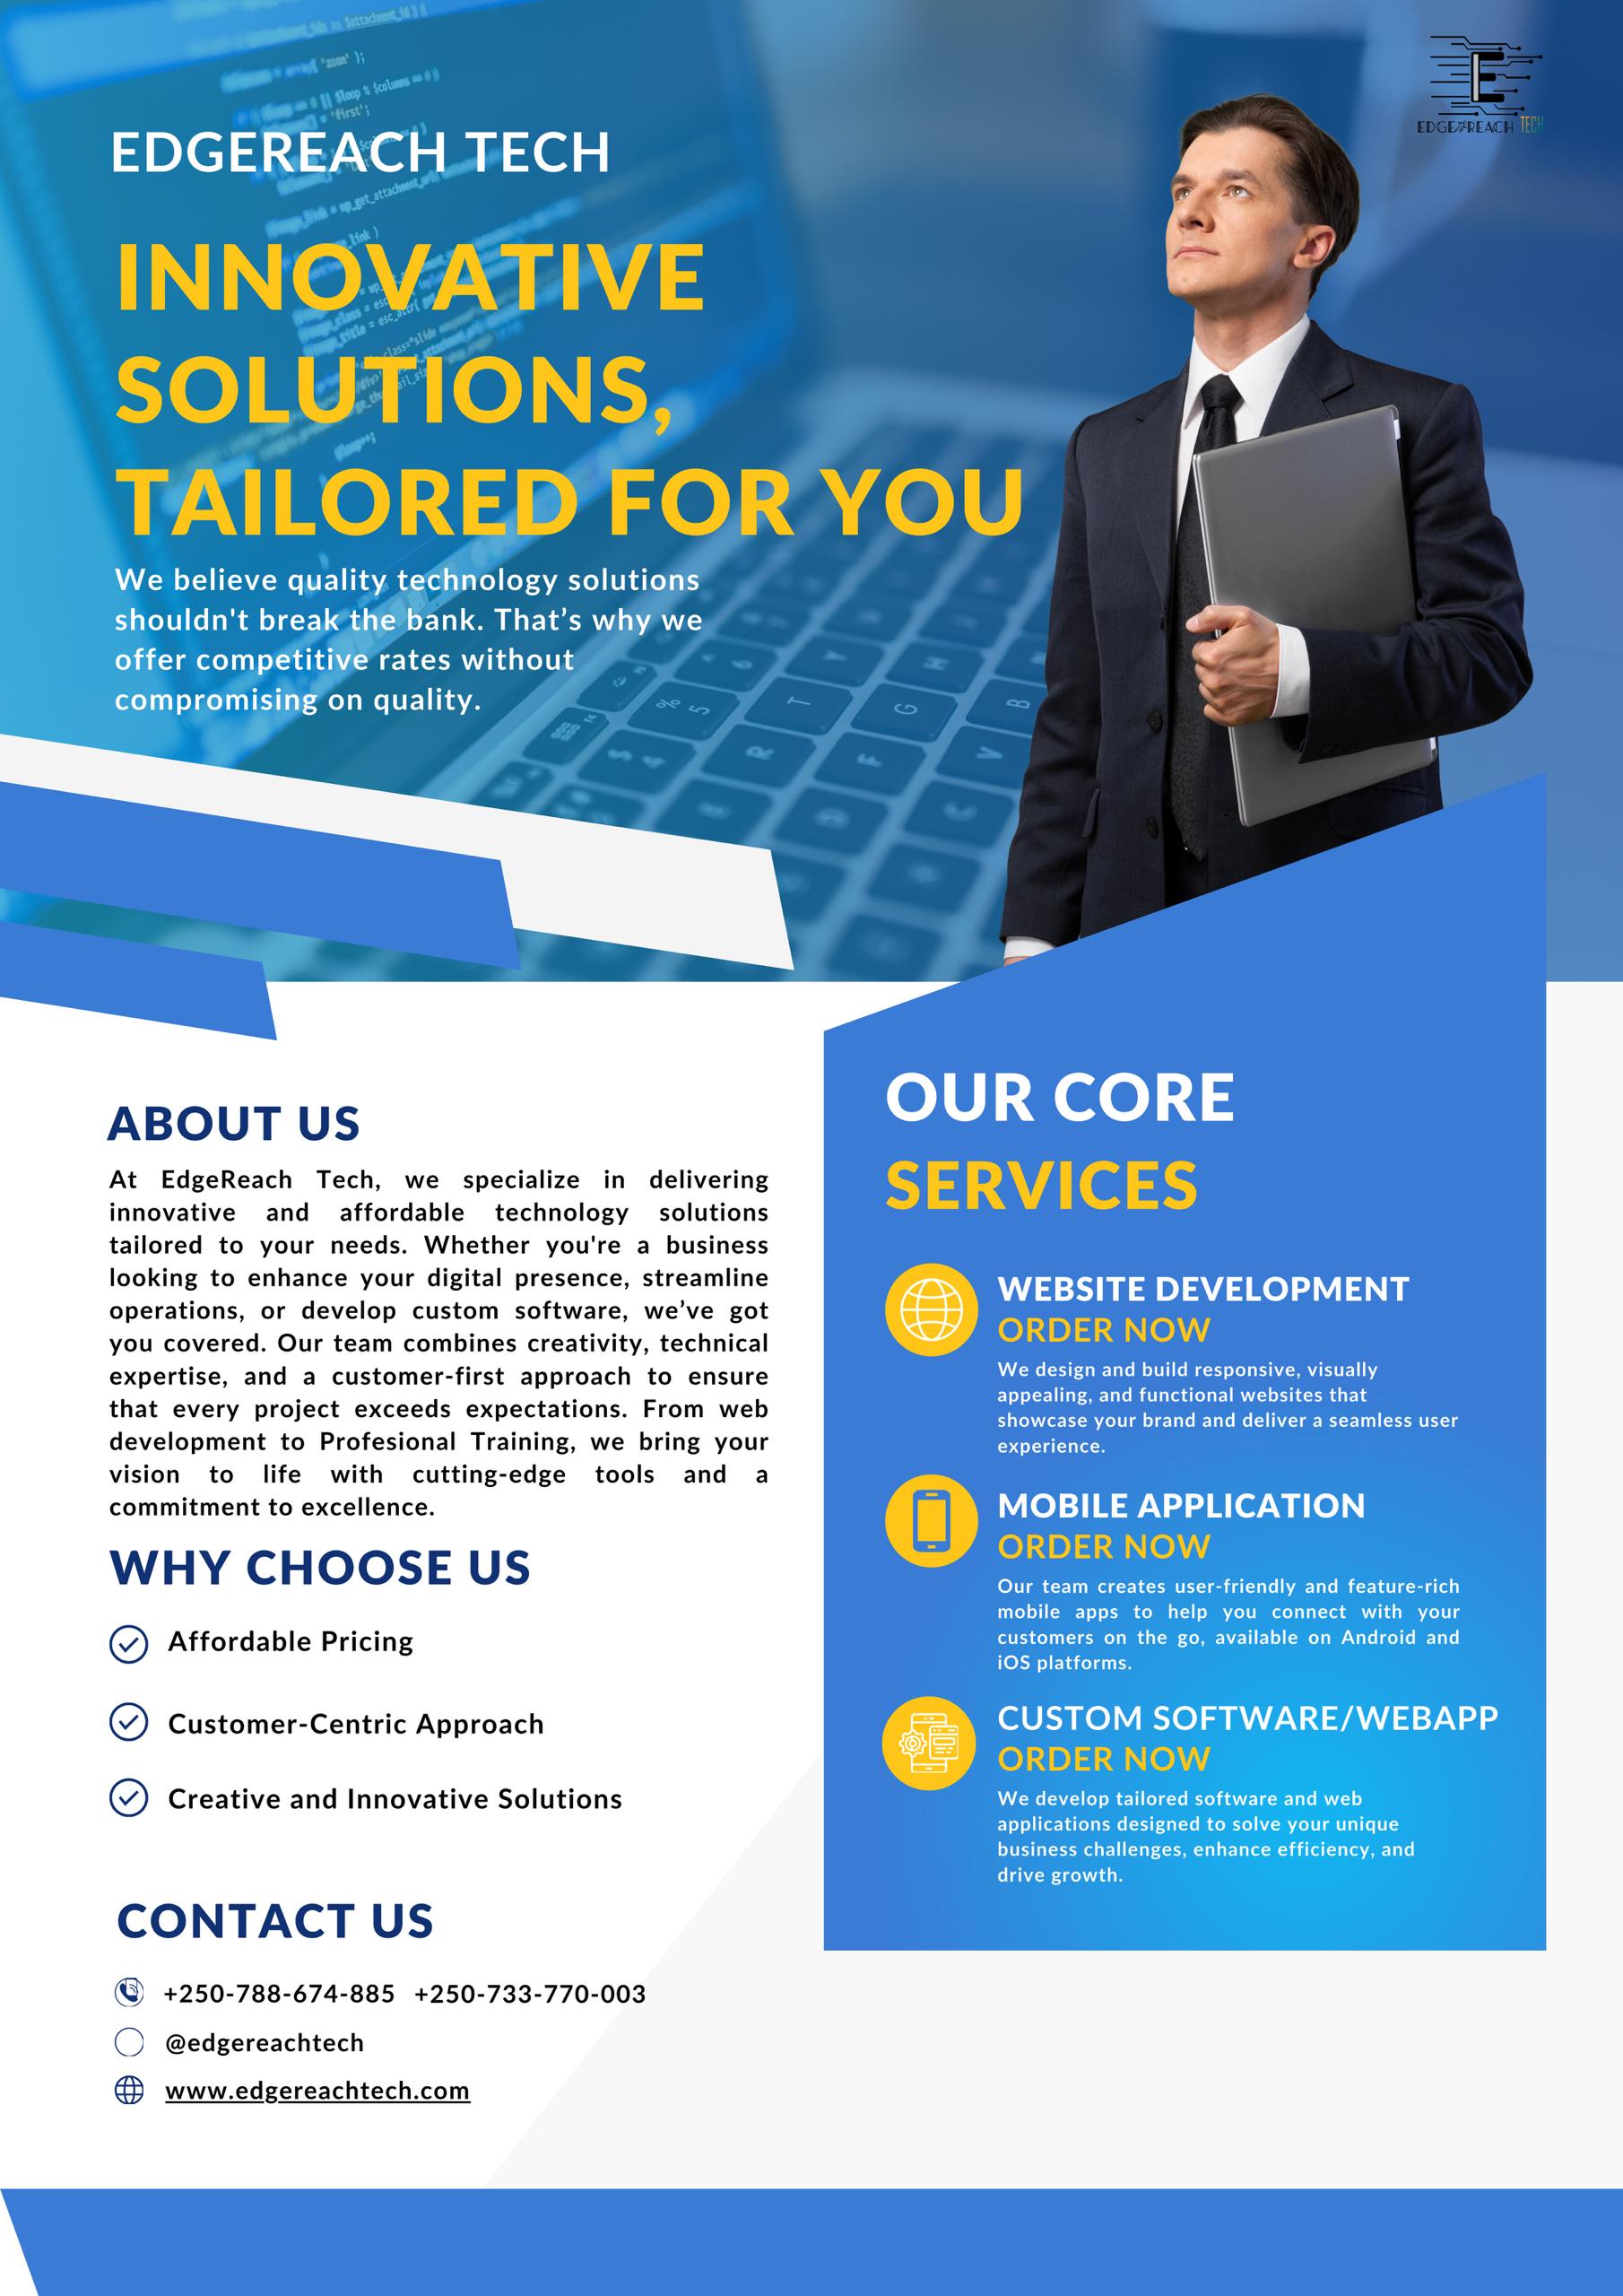 EDGEREACH TECH
INNOVATIVE
SOLUTIONS,
TAILORED FOR YOU
We believe quality technology solutions
shouldn't break the bank. That’s why we
offer competitive rates without
compromising on quality.
EDGE REACH TECH
ABOUT US
At EdgeReach Tech, we specialize in delivering
innovative and affordable technology solutions
tailored to your needs. Whether you're a business
looking to enhance your digital presence, streamline
operations, or develop custom software, we’ve got
you covered. Our team combines creativity, technical
expertise, and a customer-first approach to ensure
that every project exceeds expectations. From web
development to Profesional Training, we bring your
vision to life with cutting-edge tools and a
commitment to excellence.
WHY CHOOSE US
Affordable Pricing
Customer-Centric Approach
Creative and Innovative Solutions
CONTACT US
+250-788-674-885 +250-733-770-003
@edgereachtech
www.edgereachtech.com
OUR CORE
SERVICES
WEBSITE DEVELOPMENT
ORDER NOW
We design and build responsive, visually
appealing, and functional websites that
showcase your brand and deliver a seamless user
experience.
MOBILE APPLICATION
ORDER NOW
Our team creates user-friendly and feature-rich
mobile apps to help you connect with your
customers on the go, available on Android and
iOS platforms.
CUSTOM SOFTWARE/WEBAPP
ORDER NOW
We develop tailored software and web
applications designed to solve your unique
business challenges, enhance efficiency, and
drive growth.